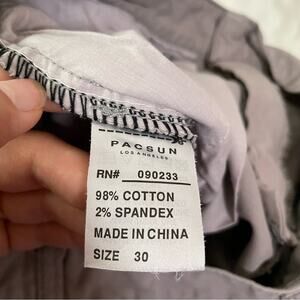 PACSUN
LOS ANGELES
RN# 090233
98% COTTON
2% SPANDEX
MADE IN CHINA
SIZE 30